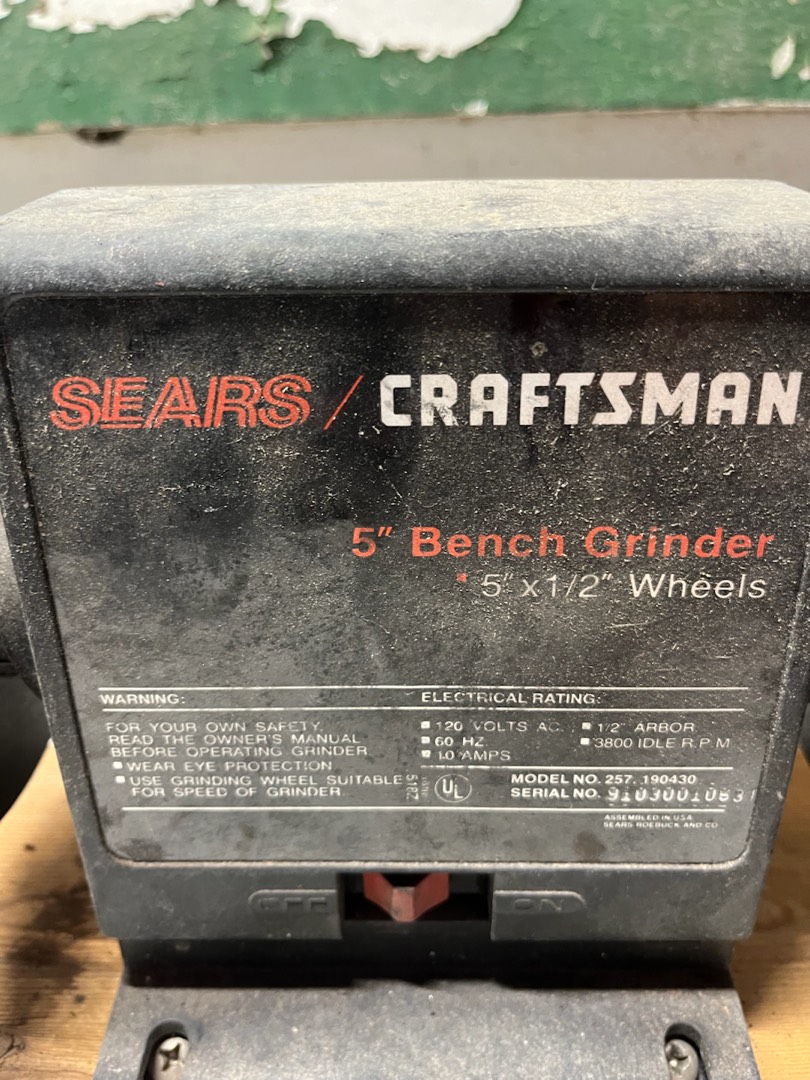 SEARS / CRAFTSMAN
5" Bench Grinder
5" x 1/2" Wheels
WARNING:
FOR YOUR OWN SAFETY
READ THE OWNER'S MANUAL
BEFORE OPERATING GRINDER
WEAR EYE PROTECTION
USE GRINDING WHEEL SUITABLE
FOR SPEED OF GRINDER
ELECTRICAL RATING:
120 VOLTS AC.
60 HZ
1.0 AMPS
1/2" ARBOR
3800 IDLE R.P.M
UL
MODEL NO. 257. 190430
SERIAL NO. 9103001083
ASSEMBLED IN U.S.A.
SEARS ROEBUCK AND CO
OFF
ON